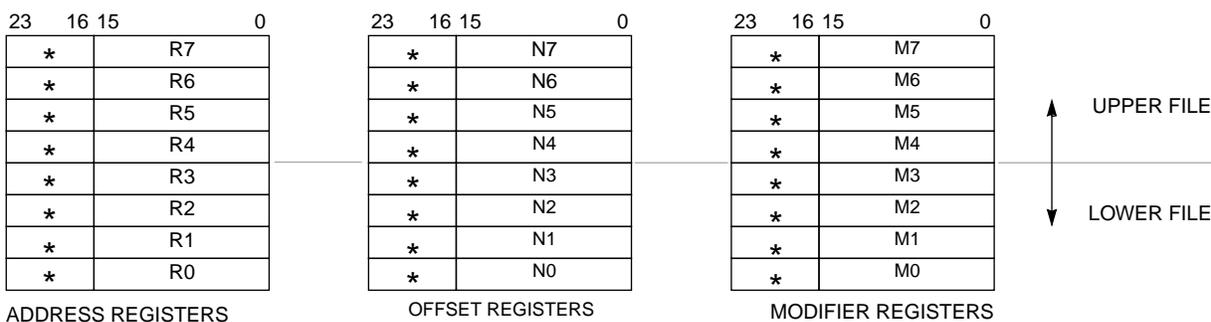 23 16 15 0 23 16 15 0 23 16 15 0
* R7 * N7 * M7
* R6 * N6 * M6
* R5 * N5 * M5
UPPER FILE
* R4 * N4 * M4
* R3 * N3 * M3
* R2 * N2 * M2
LOWER FILE
* R1 * N1 * M1
* R0 * N0 * M0
ADDRESS REGISTERS OFFSET REGISTERS MODIFIER REGISTERS